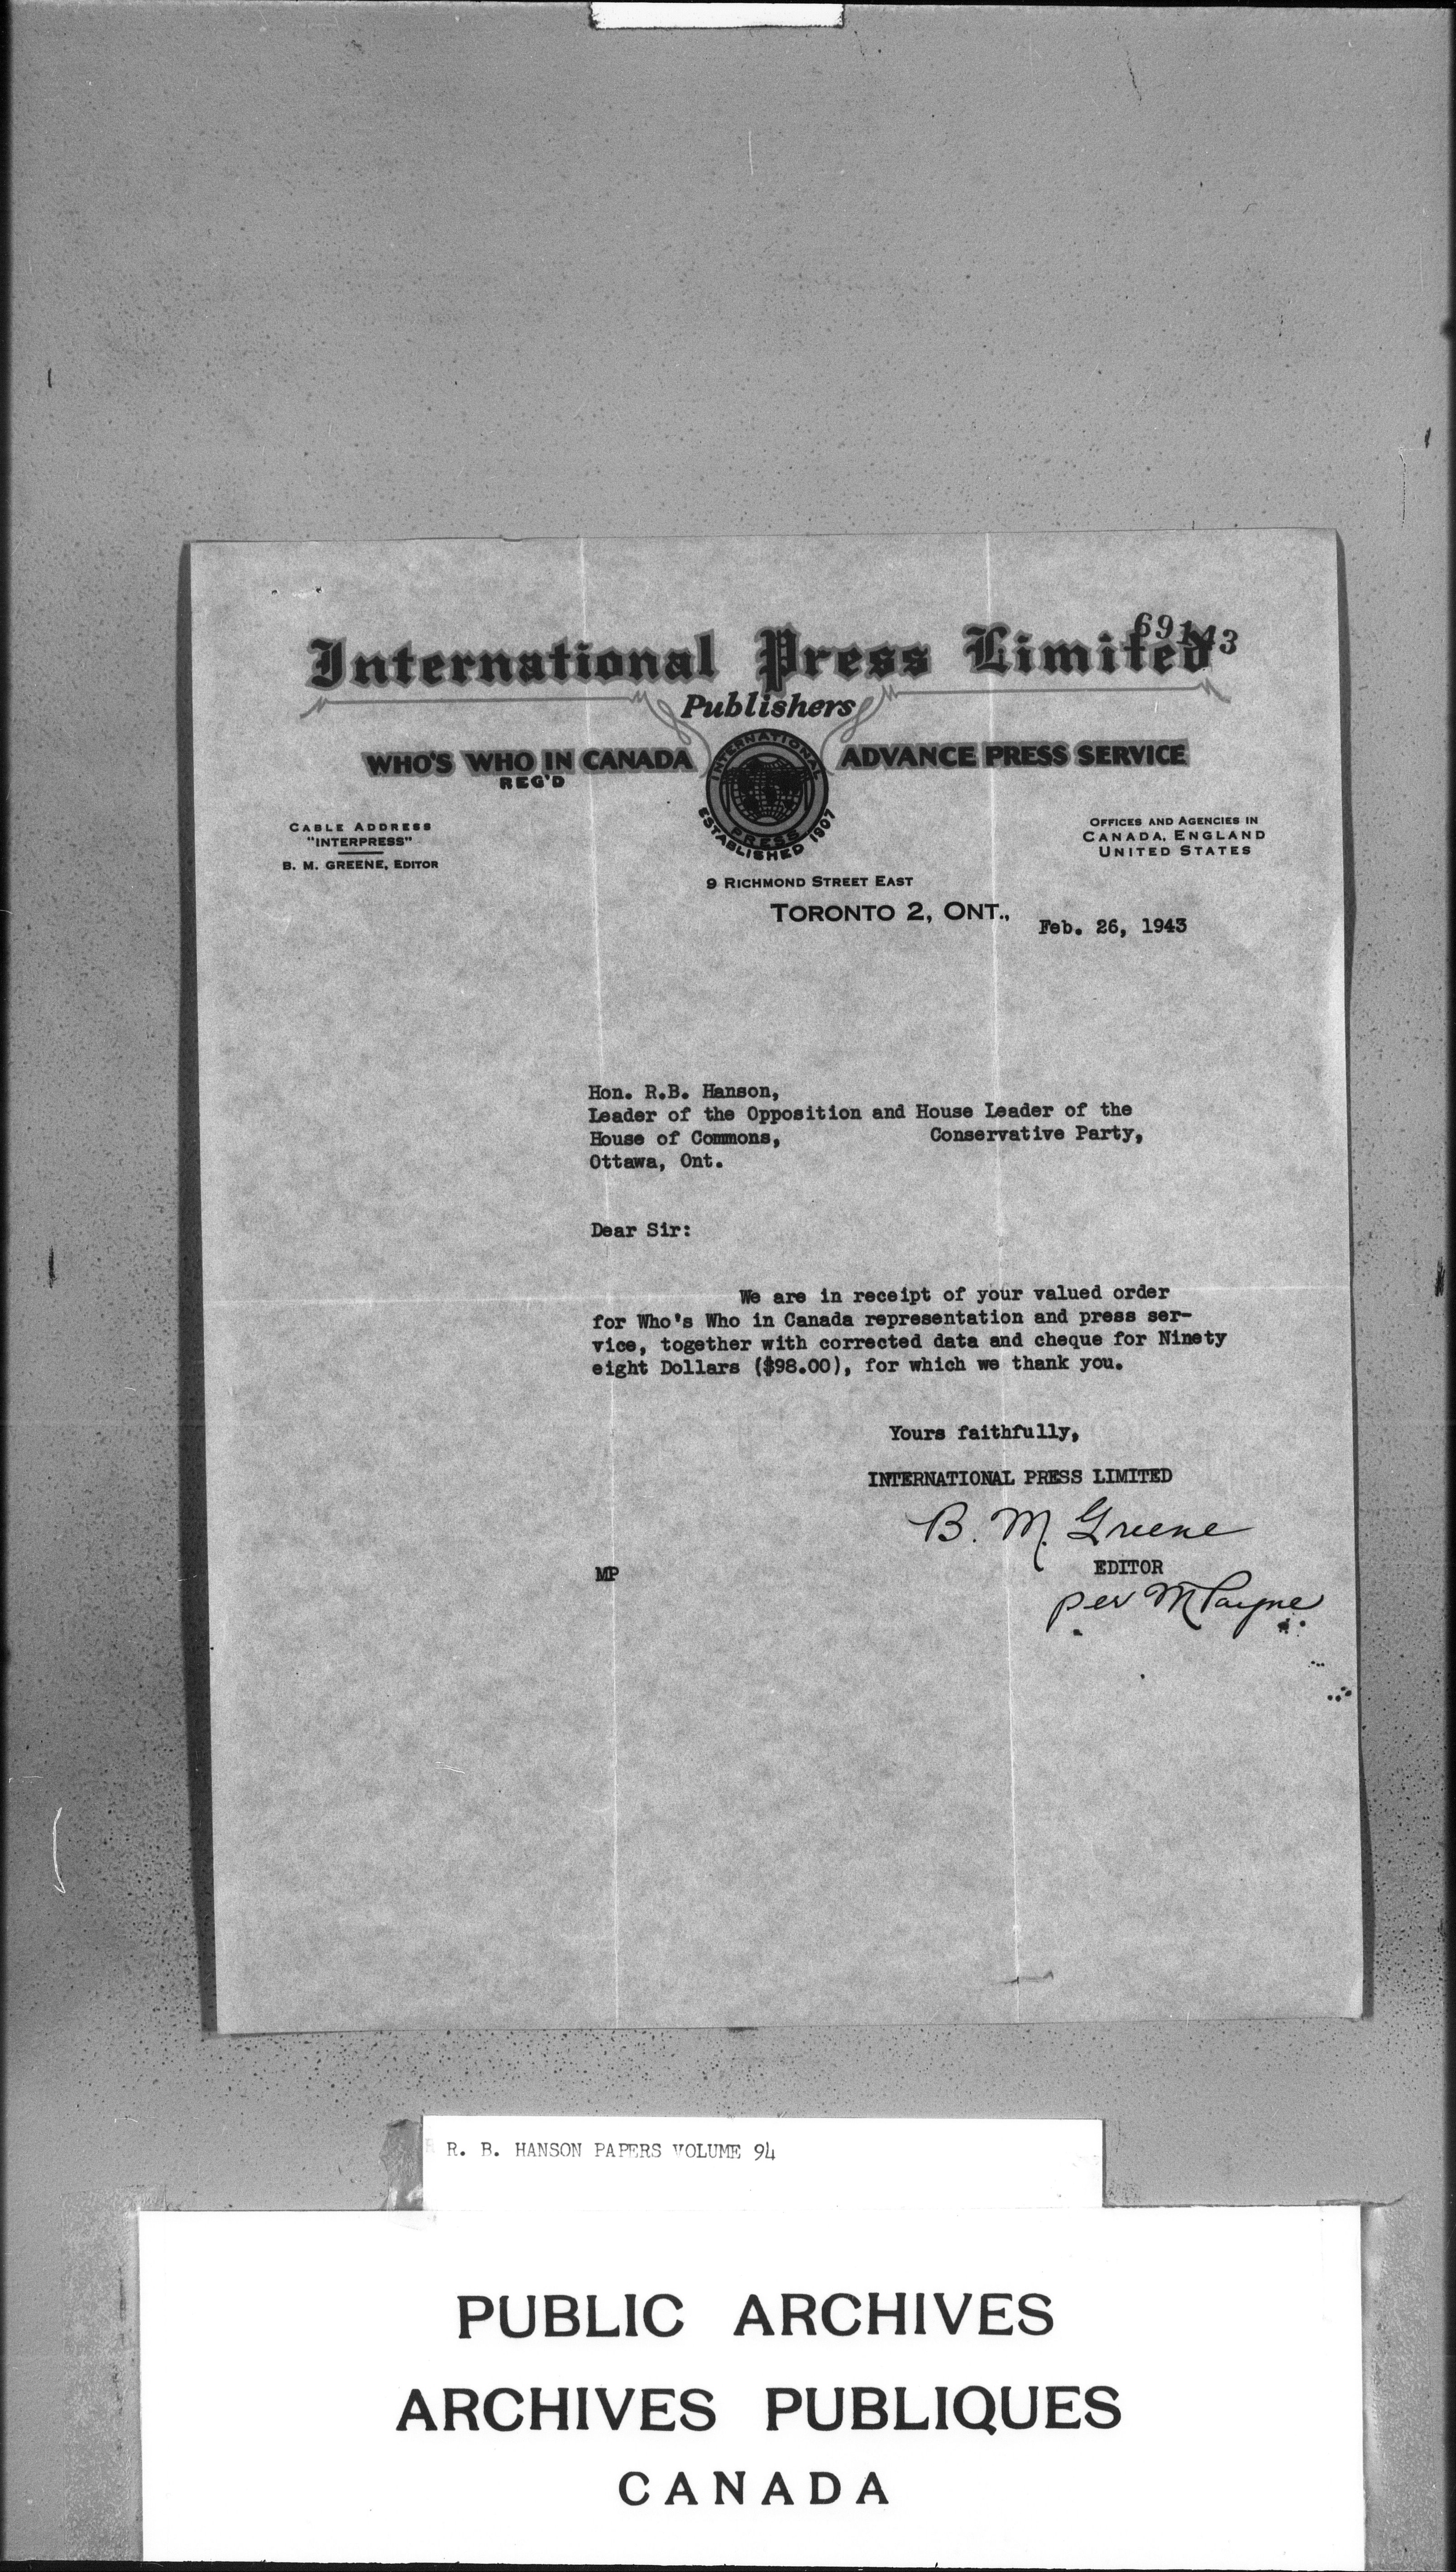 69143
International Press Limited
Publishers
WHO'S WHO IN CANADA
REG'D
ADVANCE PRESS SERVICE
INTERNATIONAL
PRESS
ESTABLISHED 1907
CABLE ADDRESS
"INTERPRESS"
B. M. GREENE, EDITOR
OFFICES AND AGENCIES IN
CANADA, ENGLAND
UNITED STATES
9 RICHMOND STREET EAST
TORONTO 2, ONT., Feb. 26, 1943
Hon. R.B. Hanson,
Leader of the Opposition and House Leader of the
House of Commons, Conservative Party,
Ottawa, Ont.
Dear Sir:
We are in receipt of your valued order
for Who's Who in Canada representation and press ser-
vice, together with corrected data and cheque for Ninety
eight Dollars ($98.00), for which we thank you.
Yours faithfully,
INTERNATIONAL PRESS LIMITED
B. M. Greene
EDITOR
MP
per M Payne
R. B. HANSON PAPERS VOLUME 94
PUBLIC ARCHIVES
ARCHIVES PUBLIQUES
CANADA